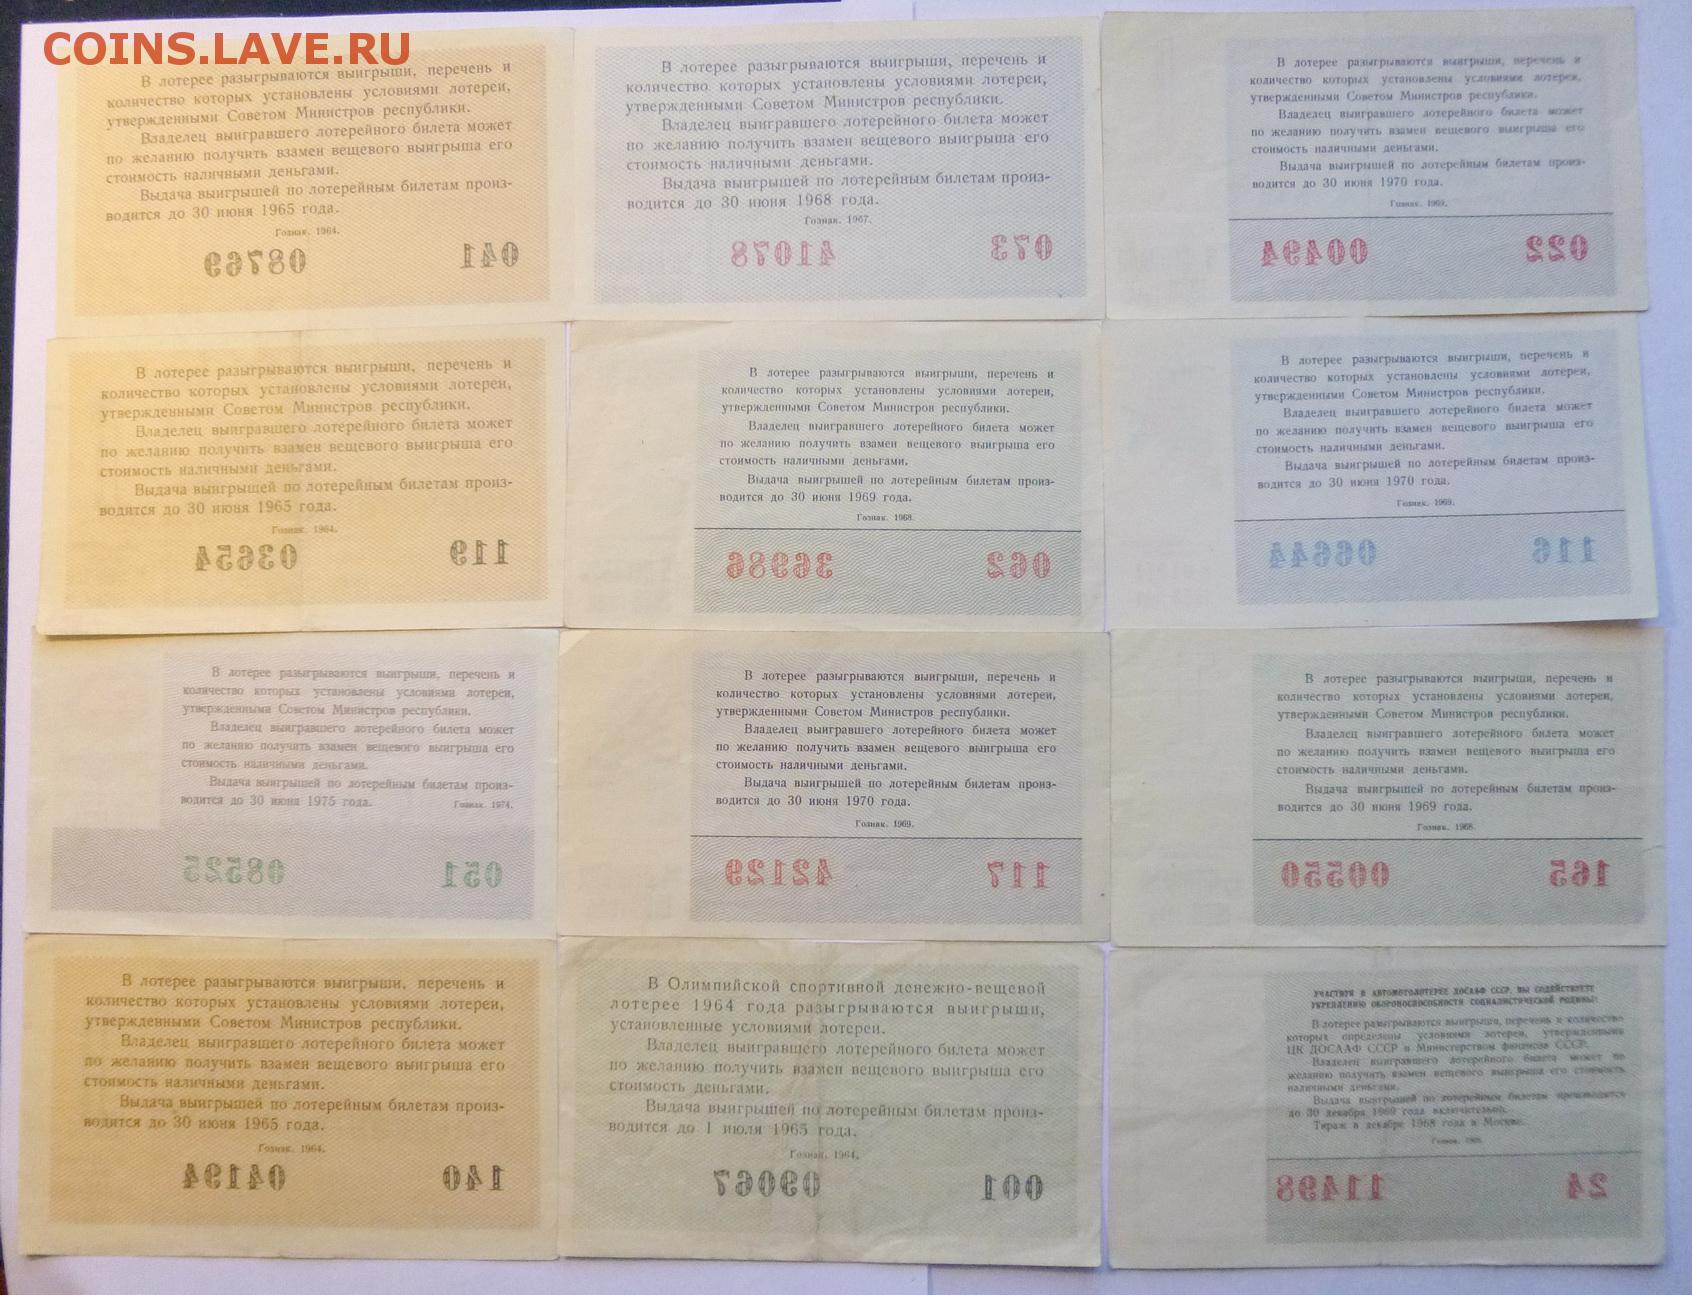 COINS.LAVE.RU
В лотерее разыгрываются выигрыши, перечень и
количество которых установлены условиями лотереи,
утвержденными Советом Министров республики.
Владелец выигравшего лотерейного билета может
по желанию получить взамен вещевого выигрыша его
стоимость наличными деньгами.
Выдача выигрышей по лотерейным билетам произ-
водится до 30 июня 1965 года.
Гознак. 1964.
08769 041
В лотерее разыгрываются выигрыши, перечень и
количество которых установлены условиями лотереи,
утвержденными Советом Министров республики.
Владелец выигравшего лотерейного билета может
по желанию получить взамен вещевого выигрыша его
стоимость наличными деньгами.
Выдача выигрышей по лотерейным билетам произ-
водится до 30 июня 1968 года.
Гознак. 1967.
41078 073
В лотерее разыгрываются выигрыши, перечень и
количество которых установлены условиями лотереи,
утвержденными Советом Министров республики.
Владелец выигравшего лотерейного билета может
по желанию получить взамен вещевого выигрыша его
стоимость наличными деньгами.
Выдача выигрышей по лотерейным билетам произ-
водится до 30 июня 1970 года.
Гознак. 1969.
00494 022
В лотерее разыгрываются выигрыши, перечень и
количество которых установлены условиями лотереи,
утвержденными Советом Министров республики.
Владелец выигравшего лотерейного билета может
по желанию получить взамен вещевого выигрыша его
стоимость наличными деньгами.
Выдача выигрышей по лотерейным билетам произ-
водится до 30 июня 1965 года.
Гознак. 1964.
03654 119
В лотерее разыгрываются выигрыши, перечень и
количество которых установлены условиями лотереи,
утвержденными Советом Министров республики.
Владелец выигравшего лотерейного билета может
по желанию получить взамен вещевого выигрыша его
стоимость наличными деньгами.
Выдача выигрышей по лотерейным билетам произ-
водится до 30 июня 1969 года.
Гознак. 1968.
36986 062
В лотерее разыгрываются выигрыши, перечень и
количество которых установлены условиями лотереи,
утвержденными Советом Министров республики.
Владелец выигравшего лотерейного билета может
по желанию получить взамен вещевого выигрыша его
стоимость наличными деньгами.
Выдача выигрышей по лотерейным билетам произ-
водится до 30 июня 1970 года.
Гознак. 1969.
06644 116
В лотерее разыгрываются выигрыши, перечень и
количество которых установлены условиями лотереи,
утвержденными Советом Министров республики.
Владелец выигравшего лотерейного билета может
по желанию получить взамен вещевого выигрыша его
стоимость наличными деньгами.
Выдача выигрышей по лотерейным билетам произ-
водится до 30 июня 1975 года. Гознак. 1974.
08525 051
В лотерее разыгрываются выигрыши, перечень и
количество которых установлены условиями лотереи,
утвержденными Советом Министров республики.
Владелец выигравшего лотерейного билета может
по желанию получить взамен вещевого выигрыша его
стоимость наличными деньгами.
Выдача выигрышей по лотерейным билетам произ-
водится до 30 июня 1970 года.
Гознак. 1969.
42129 117
В лотерее разыгрываются выигрыши, перечень и
количество которых установлены условиями лотереи,
утвержденными Советом Министров республики.
Владелец выигравшего лотерейного билета может
по желанию получить взамен вещевого выигрыша его
стоимость наличными деньгами.
Выдача выигрышей по лотерейным билетам произ-
водится до 30 июня 1969 года.
Гознак. 1968.
00550 165
В лотерее разыгрываются выигрыши, перечень и
количество которых установлены условиями лотереи,
утвержденными Советом Министров республики.
Владелец выигравшего лотерейного билета может
по желанию получить взамен вещевого выигрыша его
стоимость наличными деньгами.
Выдача выигрышей по лотерейным билетам произ-
водится до 30 июня 1965 года.
Гознак. 1964.
04194 140
В Олимпийской спортивной денежно-вещевой
лотерее 1964 года разыгрываются выигрыши,
установленные условиями лотереи.
Владелец выигравшего лотерейного билета может
по желанию получить взамен вещевого выигрыша его
стоимость деньгами.
Выдача выигрышей по лотерейным билетам произ-
водится до 1 июля 1965 года.
Гознак. 1964.
09067 001
УЧАСТВУЯ В АВТОМОТОЛОТЕРЕЕ ДОСААФ СССР, ВЫ СОДЕЙСТВУЕТЕ
УКРЕПЛЕНИЮ ОБОРОНОСПОСОБНОСТИ СОЦИАЛИСТИЧЕСКОЙ РОДИНЫ!
В лотерее разыгрываются выигрыши, перечень и количество
которых определены условиями лотереи, утвержденными
ЦК ДОСААФ СССР и Министерством финансов СССР.
Владелец выигравшего лотерейного билета может по
желанию получить взамен вещевого выигрыша его стоимость
наличными деньгами.
Выдача выигрышей по лотерейным билетам производится
до 30 декабря 1969 года включительно.
Тираж в декабре 1968 года в Москве.
Гознак.
11498 24